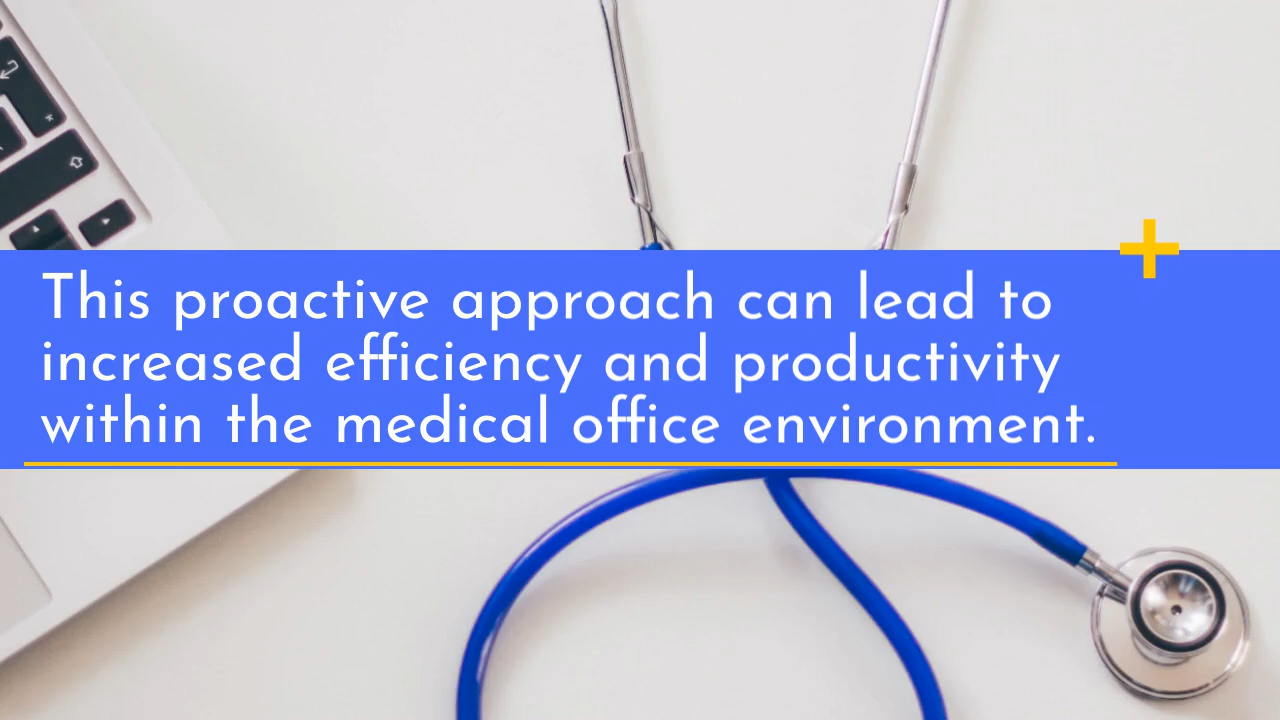 This proactive approach can lead to
increased efficiency and productivity
within the medical office environment.